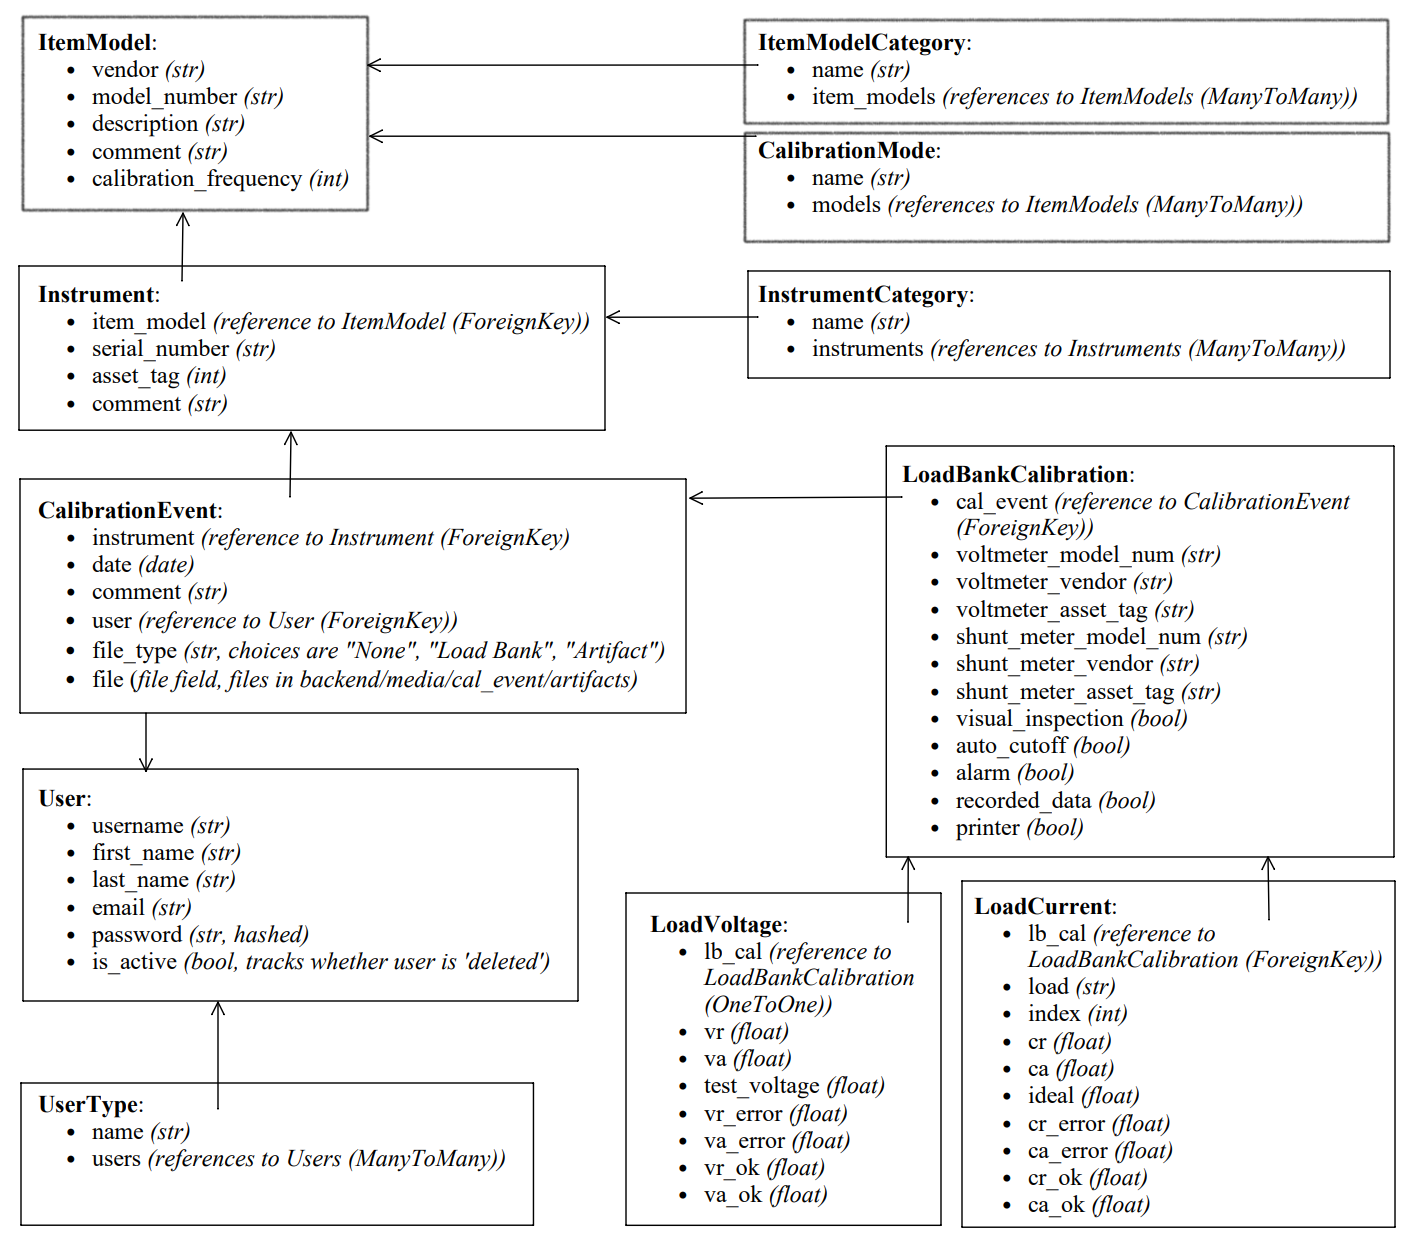 ItemModel:
• vendor (str)
• model_number (str)
• description (str)
• comment (str)
• calibration_frequency (int)
ItemModelCategory:
• name (str)
• item_models (references to ItemModels (ManyToMany))
CalibrationMode:
• name (str)
• models (references to ItemModels (ManyToMany))
Instrument:
• item_model (reference to ItemModel (ForeignKey))
• serial_number (str)
• asset_tag (int)
• comment (str)
InstrumentCategory:
• name (str)
• instruments (references to Instruments (ManyToMany))
CalibrationEvent:
• instrument (reference to Instrument (ForeignKey)
• date (date)
• comment (str)
• user (reference to User (ForeignKey))
• file_type (str, choices are "None", "Load Bank", "Artifact")
• file (file field, files in backend/media/cal_event/artifacts)
LoadBankCalibration:
• cal_event (reference to CalibrationEvent
(ForeignKey))
• voltmeter_model_num (str)
• voltmeter_vendor (str)
• voltmeter_asset_tag (str)
• shunt_meter_model_num (str)
• shunt_meter_vendor (str)
• shunt_meter_asset_tag (str)
• visual_inspection (bool)
• auto_cutoff (bool)
• alarm (bool)
• recorded_data (bool)
• printer (bool)
User:
• username (str)
• first_name (str)
• last_name (str)
• email (str)
• password (str, hashed)
• is_active (bool, tracks whether user is 'deleted')
UserType:
• name (str)
• users (references to Users (ManyToMany))
LoadVoltage:
• lb_cal (reference to
LoadBankCalibration
(OneToOne))
• vr (float)
• va (float)
• test_voltage (float)
• vr_error (float)
• va_error (float)
• vr_ok (float)
• va_ok (float)
LoadCurrent:
• lb_cal (reference to
LoadBankCalibration (ForeignKey))
• load (str)
• index (int)
• cr (float)
• ca (float)
• ideal (float)
• cr_error (float)
• ca_error (float)
• cr_ok (float)
• ca_ok (float)